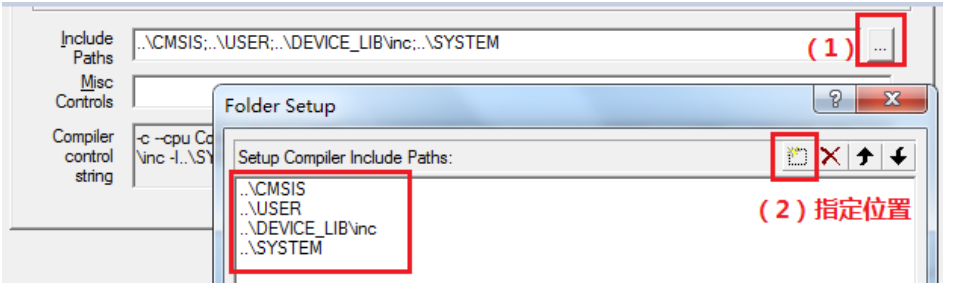 Include
Paths
..\CMSIS;..\USER;..\DEVICE_LIB\inc;..\SYSTEM
（1）
...
Misc
Controls
Compiler
control
string
-c --cpu Co
\inc -I..\SY
Folder Setup
?
X
Setup Compiler Include Paths:
..\CMSIS
..\USER
..\DEVICE_LIB\inc
..\SYSTEM
（2）指定位置